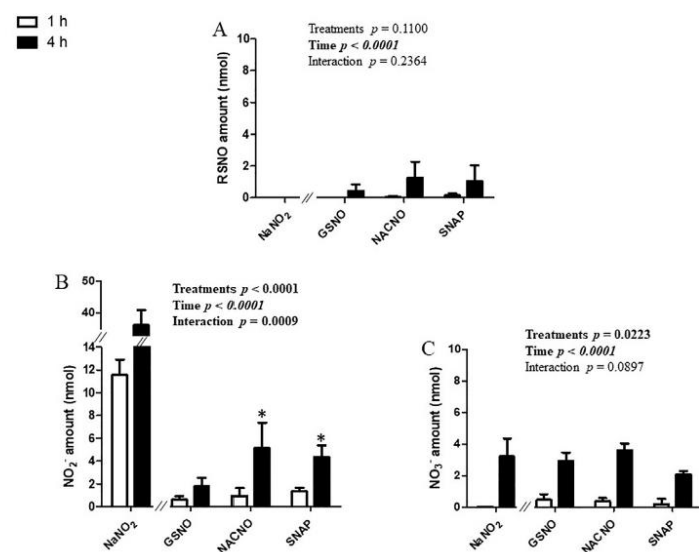 1 h
4 h
A
Treatments p = 0.1100
Time p < 0.0001
Interaction p = 0.2364
RSNO amount (nmol)
10
8
6
4
2
0
NaNO₂
GSNO
NACNO
SNAP
B
Treatments p < 0.0001
Time p < 0.0001
Interaction p = 0.0009
NO₂⁻ amount (nmol)
50
40
14
12
10
8
6
4
2
0
*
*
NaNO₂
GSNO
NACNO
SNAP
C
Treatments p = 0.0223
Time p < 0.0001
Interaction p = 0.0897
NO₃⁻ amount (nmol)
10
8
6
4
2
0
NaNO₂
GSNO
NACNO
SNAP